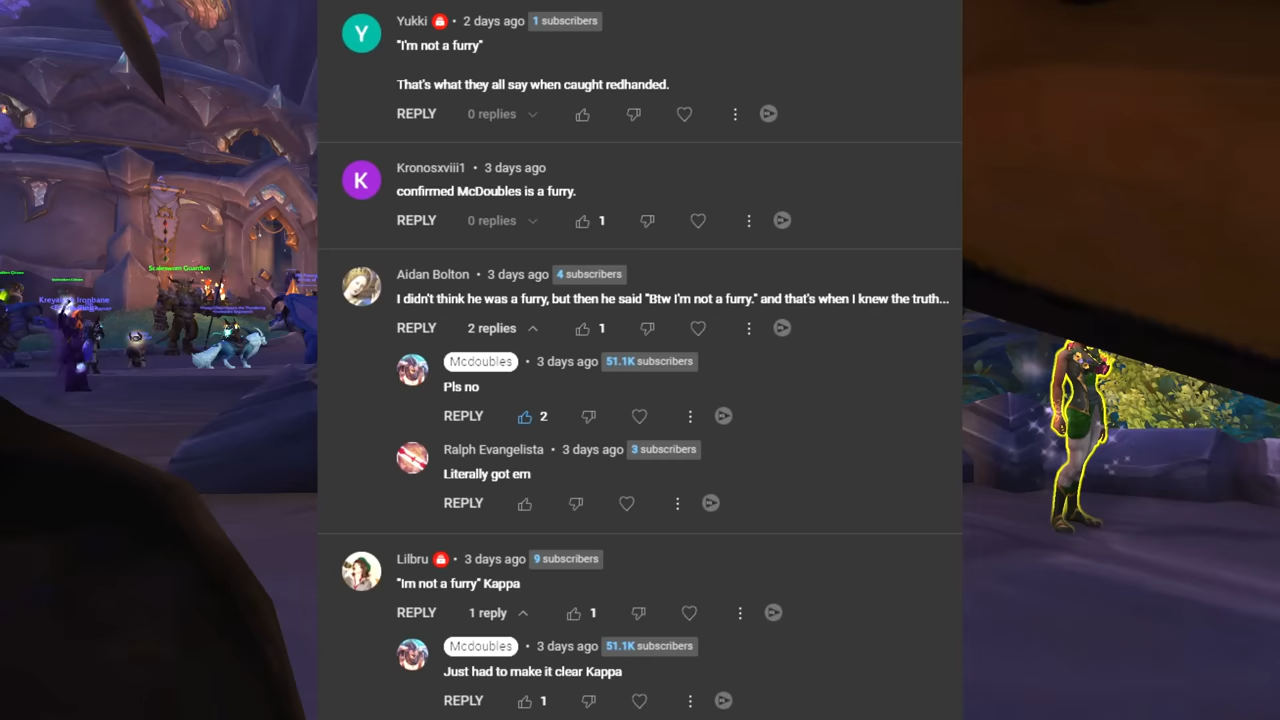 Y
Yukki • 2 days ago 1 subscribers
"I'm not a furry"
That's what they all say when caught redhanded.
REPLY 0 replies
K
Kronosxviii1 • 3 days ago
confirmed McDoubles is a furry.
REPLY 0 replies 1
Aidan Bolton • 3 days ago 4 subscribers
I didn't think he was a furry, but then he said "Btw I'm not a furry." and that's when I knew the truth...
REPLY 2 replies 1
Mcdoubles • 3 days ago 51.1K subscribers
Pls no
REPLY 2
Ralph Evangelista • 3 days ago 3 subscribers
Literally got em
REPLY
Lilbru • 3 days ago 9 subscribers
"Im not a furry" Kappa
REPLY 1 reply 1
Mcdoubles • 3 days ago 51.1K subscribers
Just had to make it clear Kappa
REPLY 1
Scalesworn Guardian